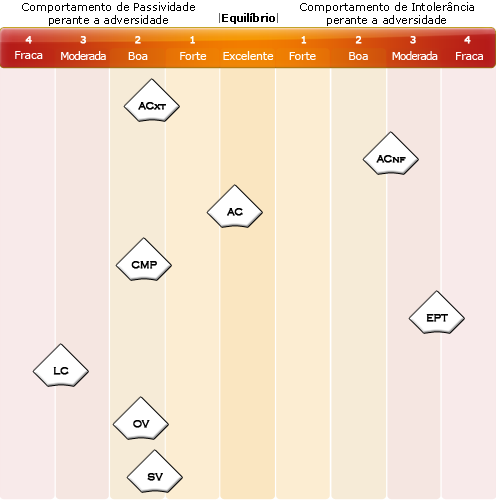 Comportamento de Passividade
perante a adversidade
|Equilíbrio|
Comportamento de Intolerância
perante a adversidade
4 3 2 1 1 2 3 4
Fraca Moderada Boa Forte Excelente Forte Boa Moderada Fraca
ACXT
ACNF
AC
CMP
EPT
LC
OV
SV